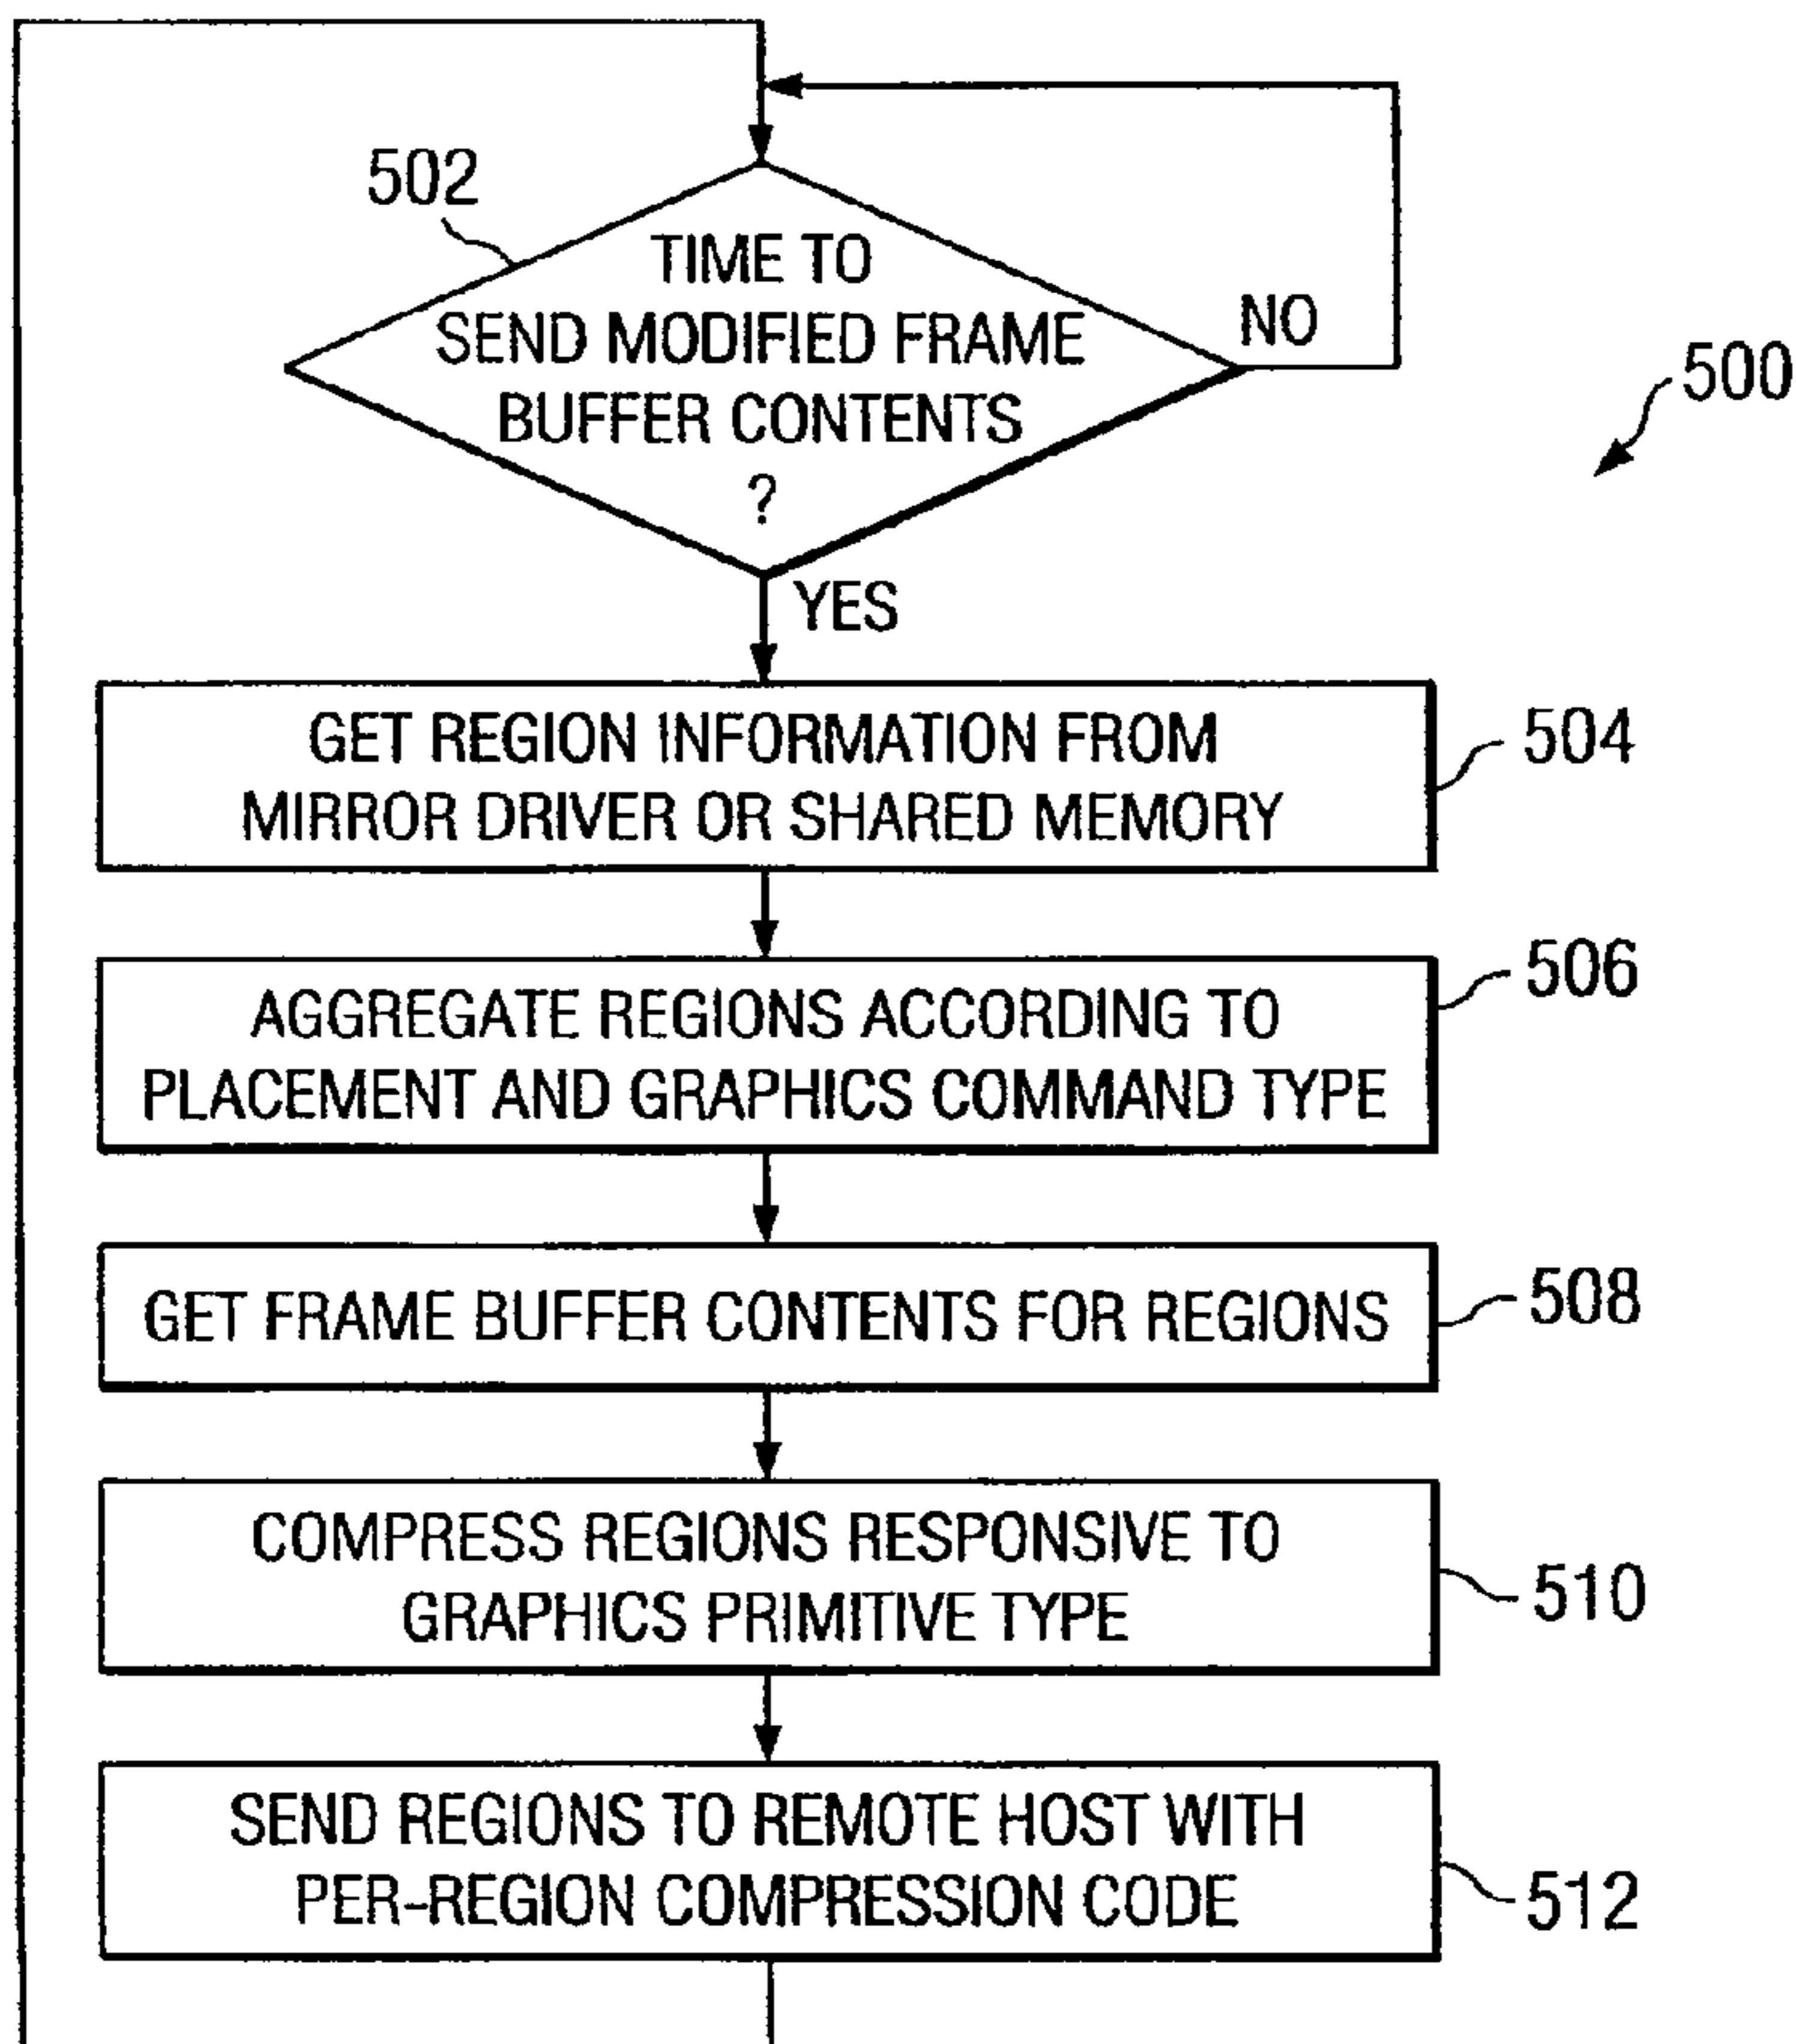 502
TIME TO
SEND MODIFIED FRAME
BUFFER CONTENTS
?
NO
500
YES
GET REGION INFORMATION FROM
MIRROR DRIVER OR SHARED MEMORY
504
AGGREGATE REGIONS ACCORDING TO
PLACEMENT AND GRAPHICS COMMAND TYPE
506
GET FRAME BUFFER CONTENTS FOR REGIONS
508
COMPRESS REGIONS RESPONSIVE TO
GRAPHICS PRIMITIVE TYPE
510
SEND REGIONS TO REMOTE HOST WITH
PER-REGION COMPRESSION CODE
512